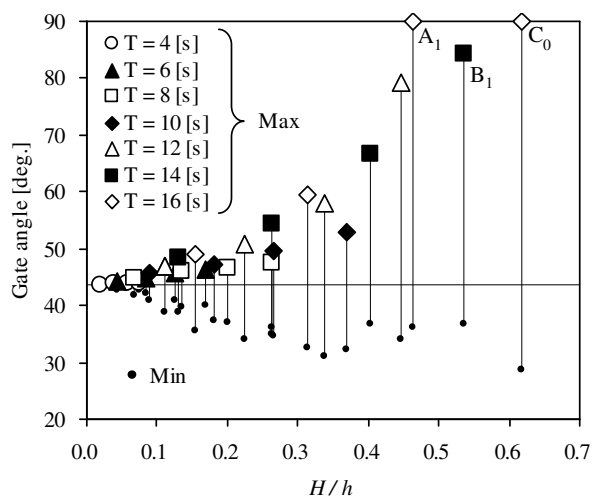 90
80
70
60
50
40
30
20
Gate angle [deg.]
T = 4 [s]
T = 6 [s]
T = 8 [s]
T = 10 [s]
T = 12 [s]
T = 14 [s]
T = 16 [s]
Max
A1
B1
C0
Min
0.0 0.1 0.2 0.3 0.4 0.5 0.6 0.7
H / h